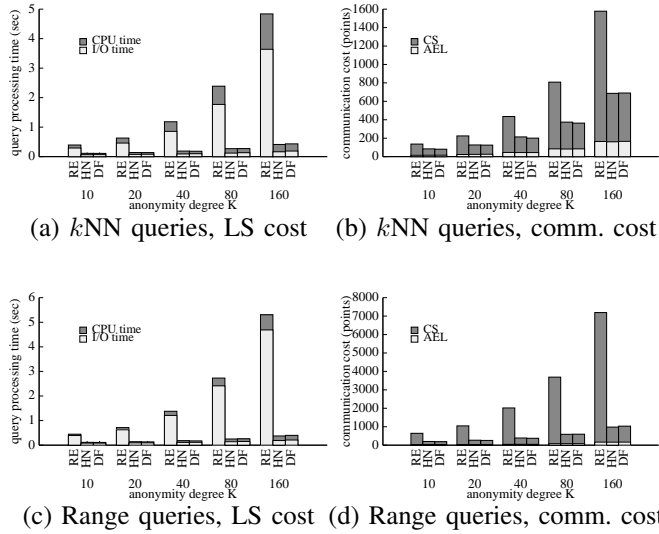 query processing time (sec)
5
4
3
2
1
0
CPU time
I/O time
RE HN DF RE HN DF RE HN DF RE HN DF RE HN DF
10 20 40 80 160
anonymity degree K
(a) kNN queries, LS cost
communication cost (points)
1600
1400
1200
1000
800
600
400
200
0
CS
AEL
RE HN DF RE HN DF RE HN DF RE HN DF RE HN DF
10 20 40 80 160
anonymity degree K
(b) kNN queries, comm. cost
query processing time (sec)
6
5
4
3
2
1
0
CPU time
I/O time
RE HN DF RE HN DF RE HN DF RE HN DF RE HN DF
10 20 40 80 160
anonymity degree K
(c) Range queries, LS cost
communication cost (points)
8000
7000
6000
5000
4000
3000
2000
1000
0
CS
AEL
RE HN DF RE HN DF RE HN DF RE HN DF RE HN DF
10 20 40 80 160
anonymity degree K
(d) Range queries, comm. cost